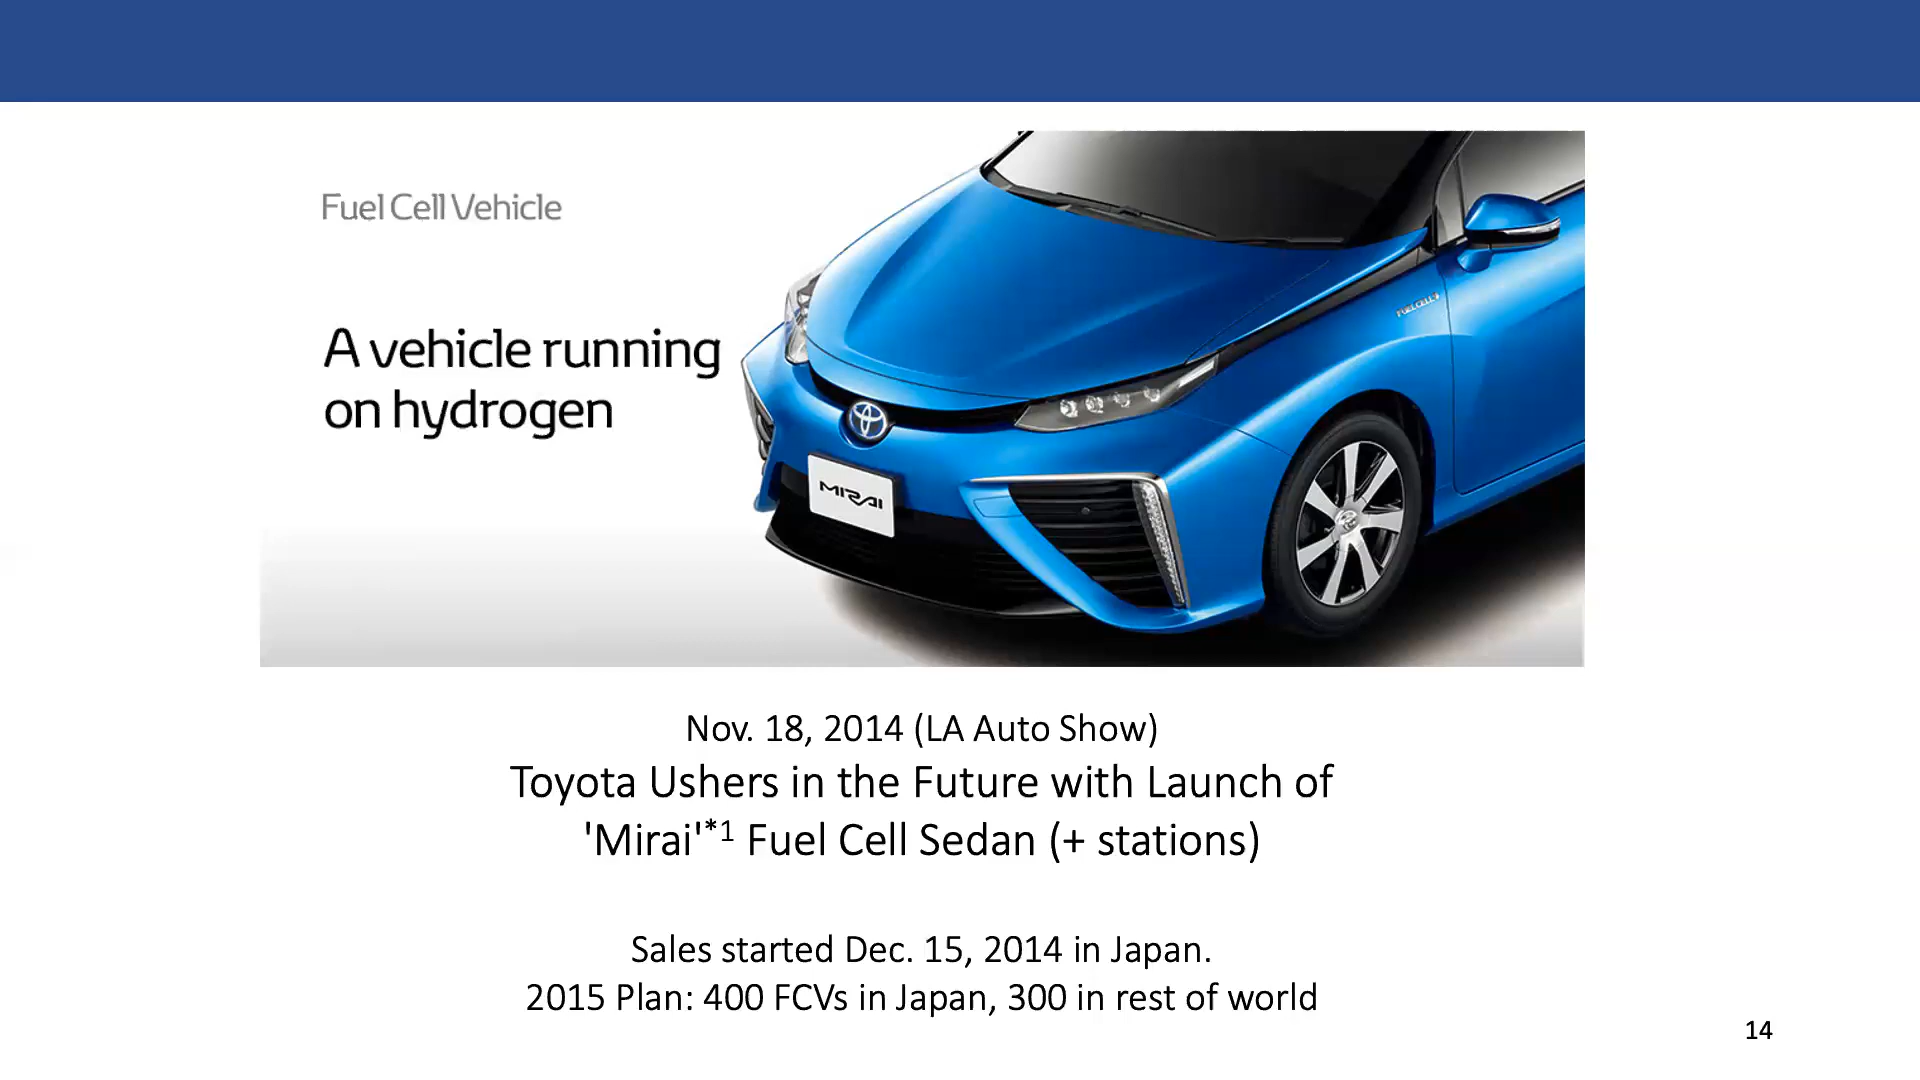 Fuel Cell Vehicle
A vehicle running
on hydrogen
FUEL CELL
MIRAI
Nov. 18, 2014 (LA Auto Show)
Toyota Ushers in the Future with Launch of
'Mirai'*1 Fuel Cell Sedan (+ stations)
Sales started Dec. 15, 2014 in Japan.
2015 Plan: 400 FCVs in Japan, 300 in rest of world
14